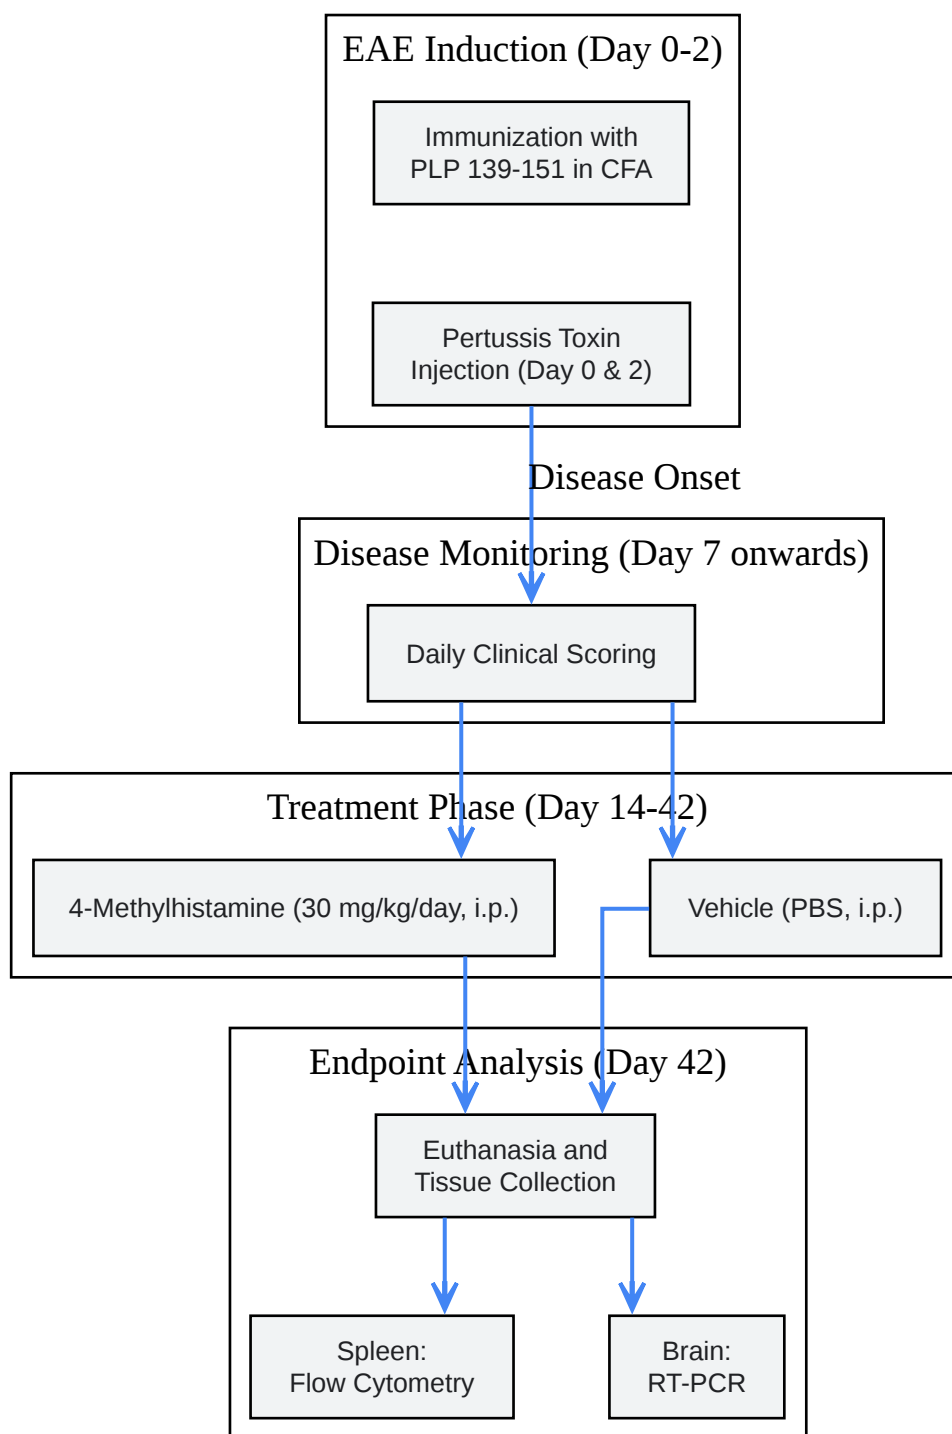 EAE Induction (Day 0-2)
Immunization with
PLP 139-151 in CFA
Pertussis Toxin
Injection (Day 0 & 2)
Disease Onset
Disease Monitoring (Day 7 onwards)
Daily Clinical Scoring
Treatment Phase (Day 14-42)
4-Methylhistamine (30 mg/kg/day, i.p.)
Vehicle (PBS, i.p.)
Endpoint Analysis (Day 42)
Euthanasia and
Tissue Collection
Spleen:
Flow Cytometry
Brain:
RT-PCR